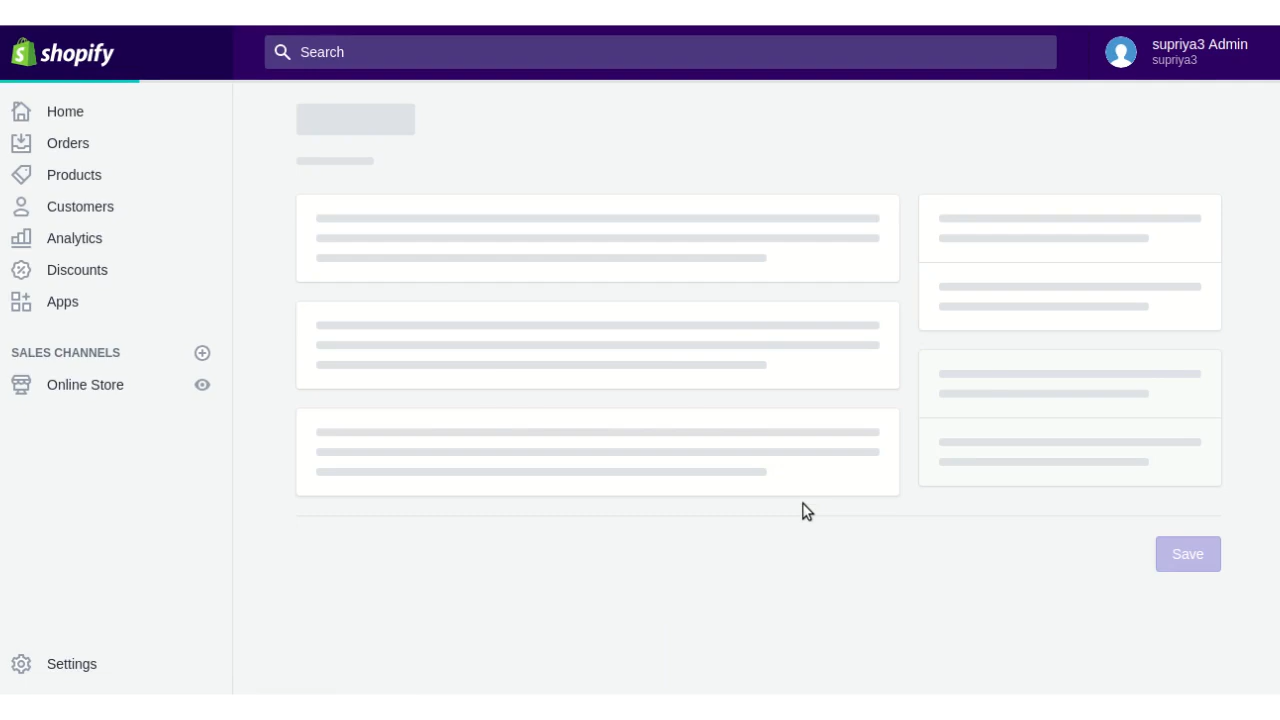 shopify
Search
supriya3 Admin
supriya3
Home
Orders
Products
Customers
Analytics
Discounts
Apps
SALES CHANNELS
Online Store
Save
Settings